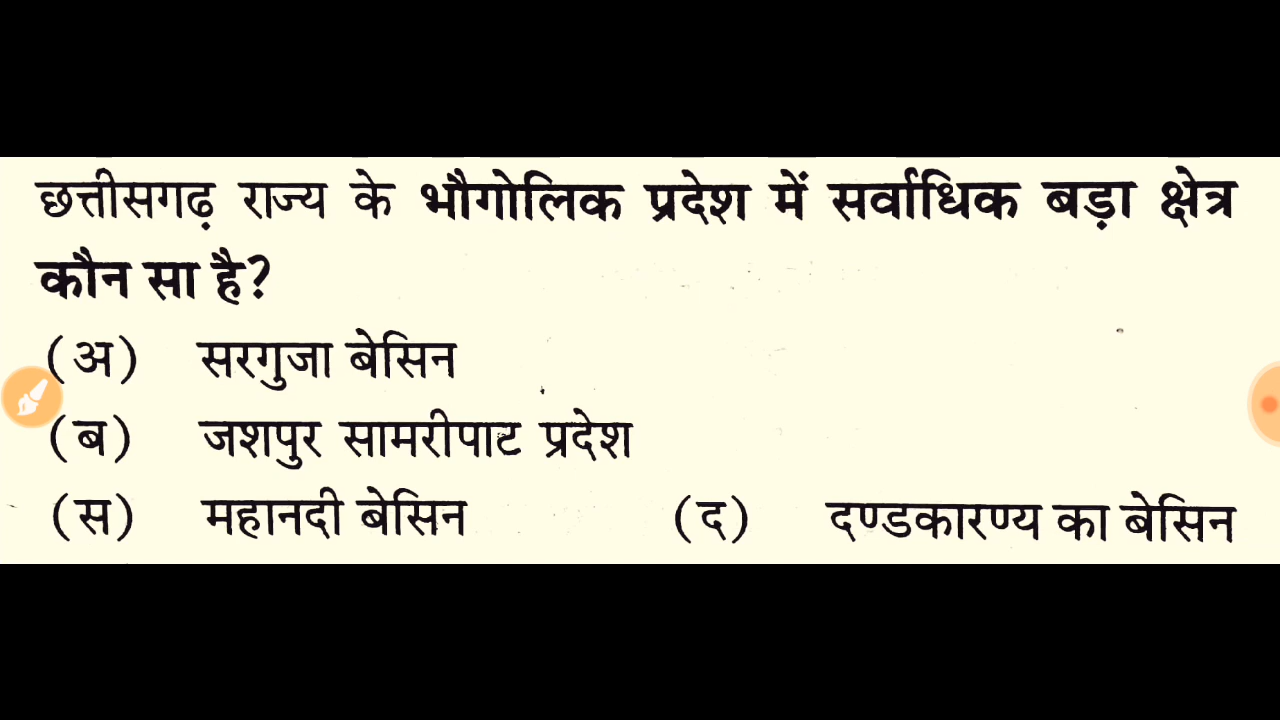 छत्तीसगढ़ राज्य के भौगोलिक प्रदेश में सर्वाधिक बड़ा क्षेत्र
कौन सा है?
(अ) सरगुजा बेसिन
(ब) जशपुर सामरीपाट प्रदेश
(स) महानदी बेसिन (द) दण्डकारण्य का बेसिन